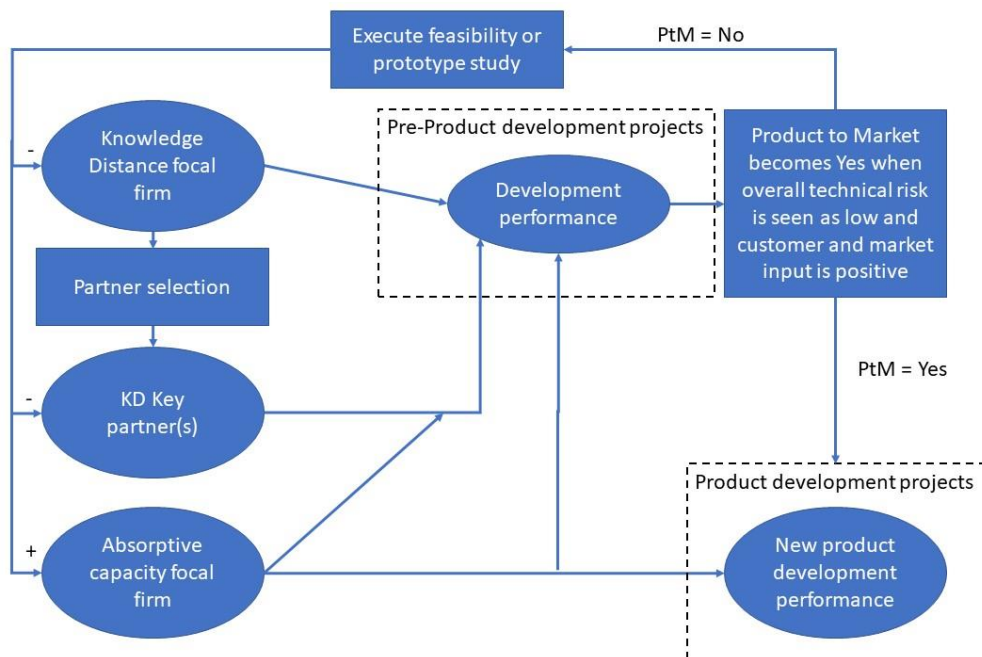 Execute feasibility or
prototype study
PtM = No
-
Knowledge
Distance focal
firm
Pre-Product development projects
Development
performance
Product to Market
becomes Yes when
overall technical risk
is seen as low and
customer and market
input is positive
Partner selection
PtM = Yes
-
KD Key
partner(s)
+
Absorptive
capacity focal
firm
Product development projects
New product
development
performance